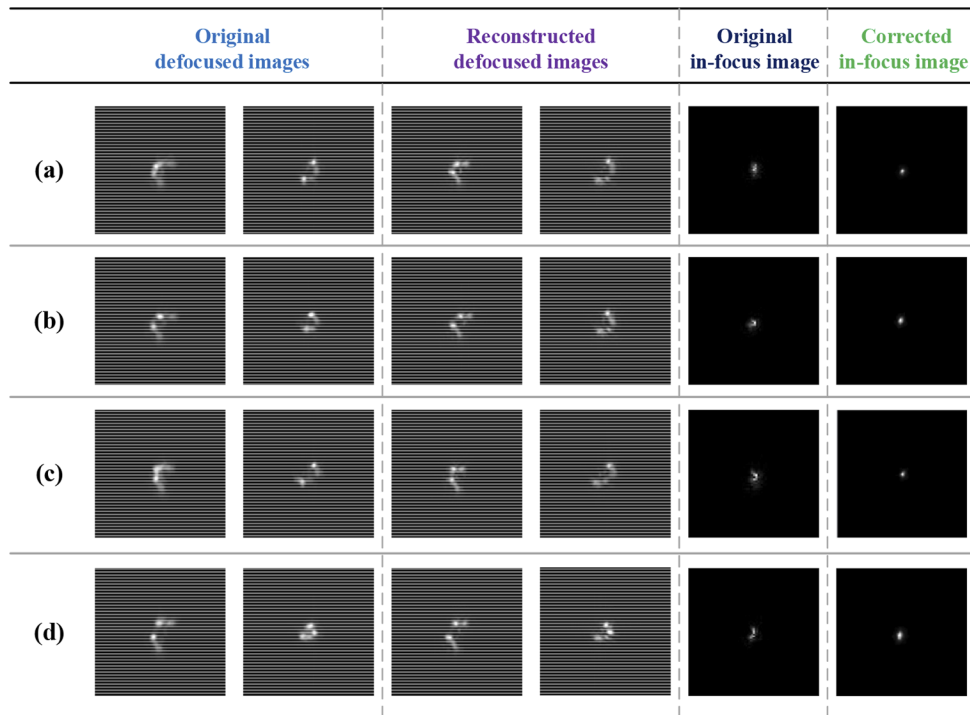 Original
defocused images
Reconstructed
defocused images
Original
in-focus image
Corrected
in-focus image
(a)
(b)
(c)
(d)